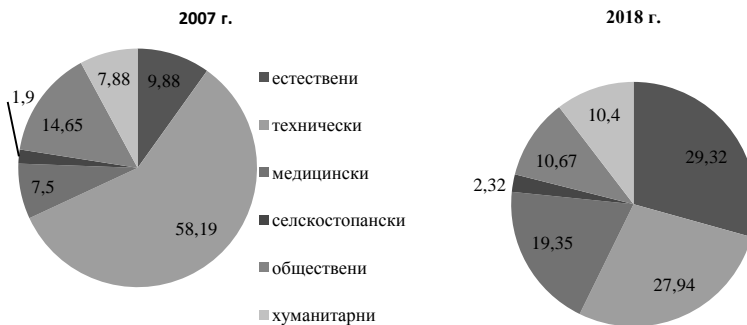 2007 г.
7,88
9,88
1,9
14,65
7,5
58,19
естествени
технически
медицински
селскостопански
обществени
хуманитарни
2018 г.
10,4
29,32
10,67
2,32
19,35
27,94